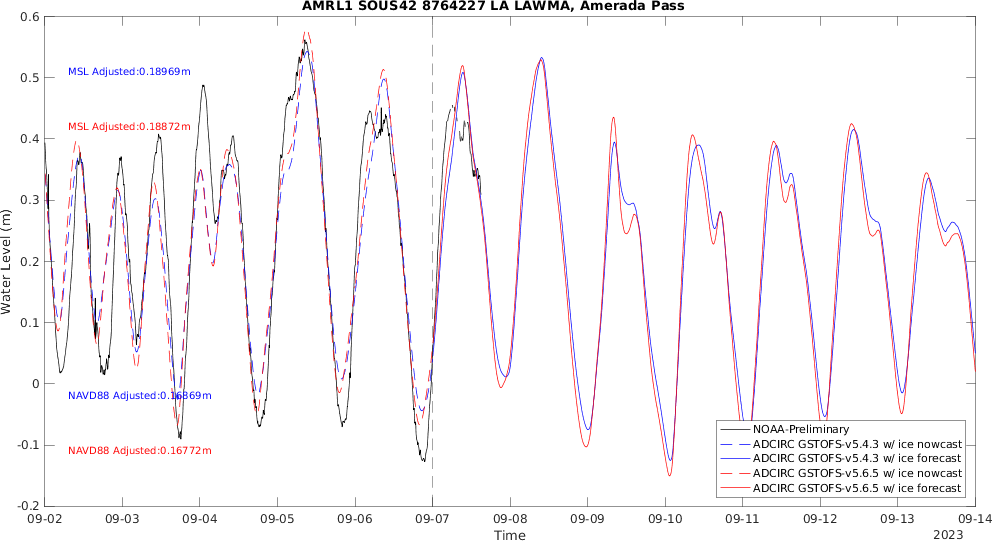 AMRL1 SOUS42 8764227 LA LAWMA, Amerada Pass
Water Level (m)
0.6
0.5
0.4
0.3
0.2
0.1
0
-0.1
-0.2
MSL Adjusted:0.18969m
MSL Adjusted:0.18872m
NAVD88 Adjusted:0.16869m
NAVD88 Adjusted:0.16772m
NOAA-Preliminary
ADCIRC GSTOFS-v5.4.3 w/ ice nowcast
ADCIRC GSTOFS-v5.4.3 w/ ice forecast
ADCIRC GSTOFS-v5.6.5 w/ ice nowcast
ADCIRC GSTOFS-v5.6.5 w/ ice forecast
09-02 09-03 09-04 09-05 09-06 09-07 09-08 09-09 09-10 09-11 09-12 09-13 09-14
Time
2023